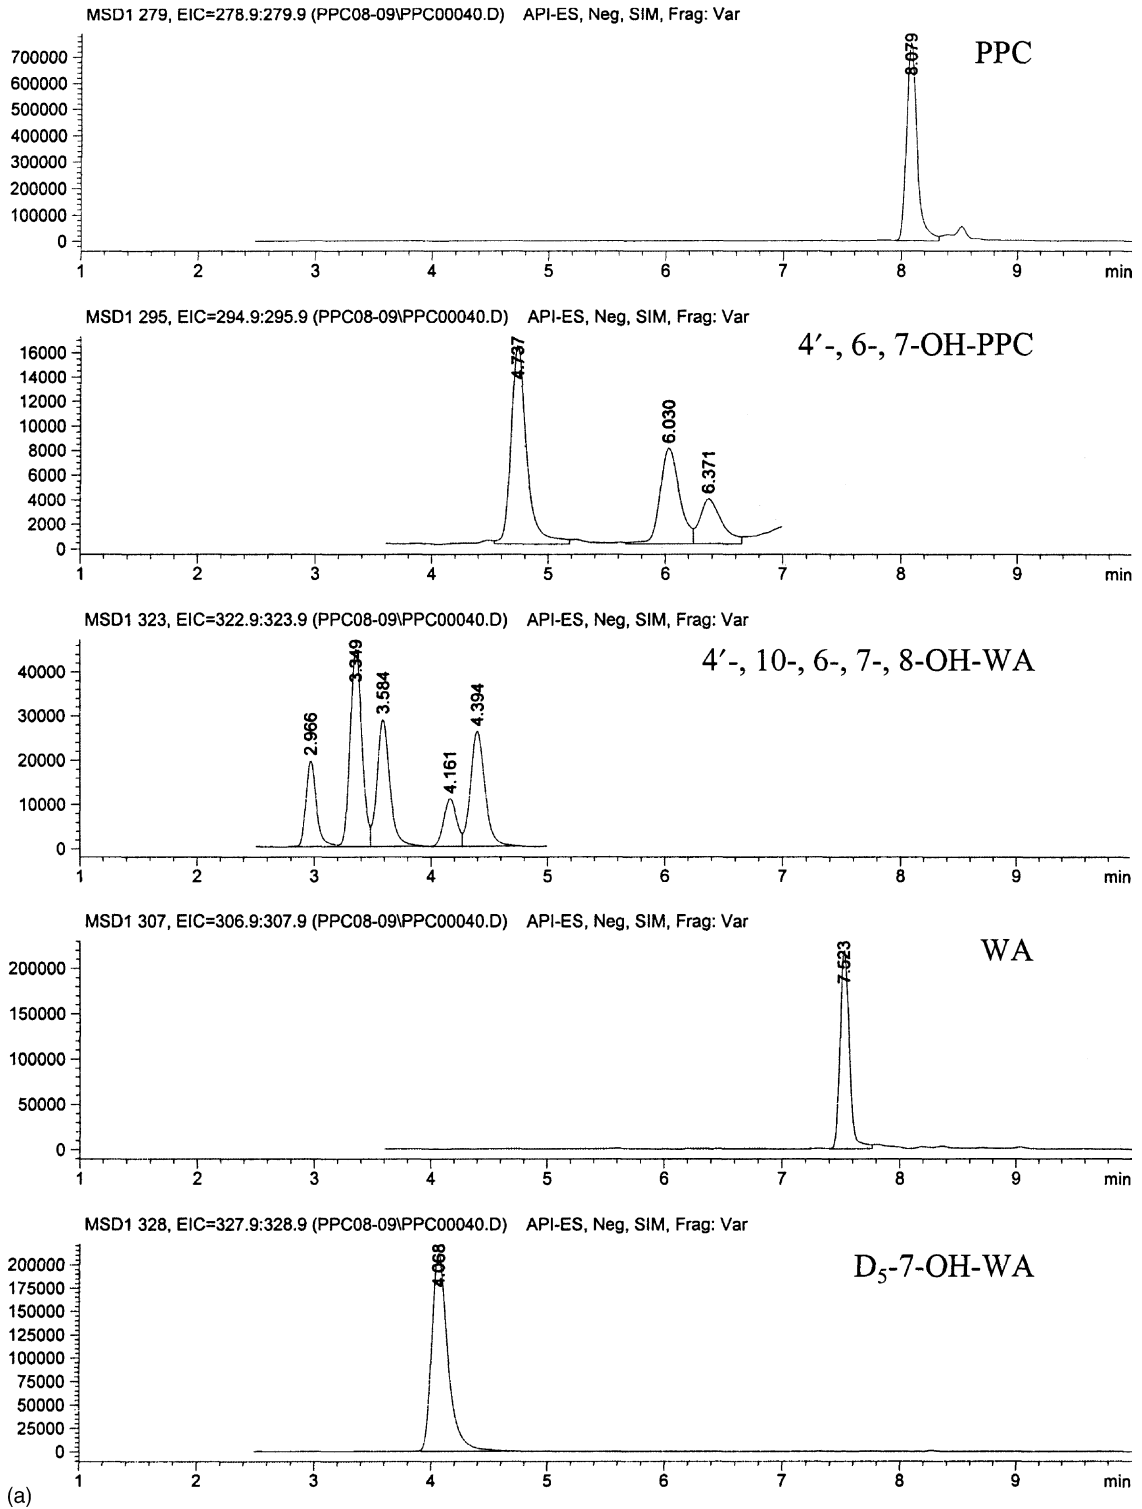 MSD1 279, EIC=278.9:279.9 (PPC08-09\PPC00040.D) API-ES, Neg, SIM, Frag: Var
PPC
8.079
700000
600000
500000
400000
300000
200000
100000
0
1 2 3 4 5 6 7 8 9 min
MSD1 295, EIC=294.9:295.9 (PPC08-09\PPC00040.D) API-ES, Neg, SIM, Frag: Var
4′-, 6-, 7-OH-PPC
4.737
6.030
6.371
16000
14000
12000
10000
8000
6000
4000
2000
0
1 2 3 4 5 6 7 8 9 min
MSD1 323, EIC=322.9:323.9 (PPC08-09\PPC00040.D) API-ES, Neg, SIM, Frag: Var
4′-, 10-, 6-, 7-, 8-OH-WA
2.966
3.349
3.584
4.161
4.394
40000
30000
20000
10000
0
1 2 3 4 5 6 7 8 9 min
MSD1 307, EIC=306.9:307.9 (PPC08-09\PPC00040.D) API-ES, Neg, SIM, Frag: Var
WA
7.523
200000
150000
100000
50000
0
1 2 3 4 5 6 7 8 9 min
MSD1 328, EIC=327.9:328.9 (PPC08-09\PPC00040.D) API-ES, Neg, SIM, Frag: Var
D₅-7-OH-WA
4.068
200000
175000
150000
125000
100000
75000
50000
25000
0
1 2 3 4 5 6 7 8 9 min
(a)